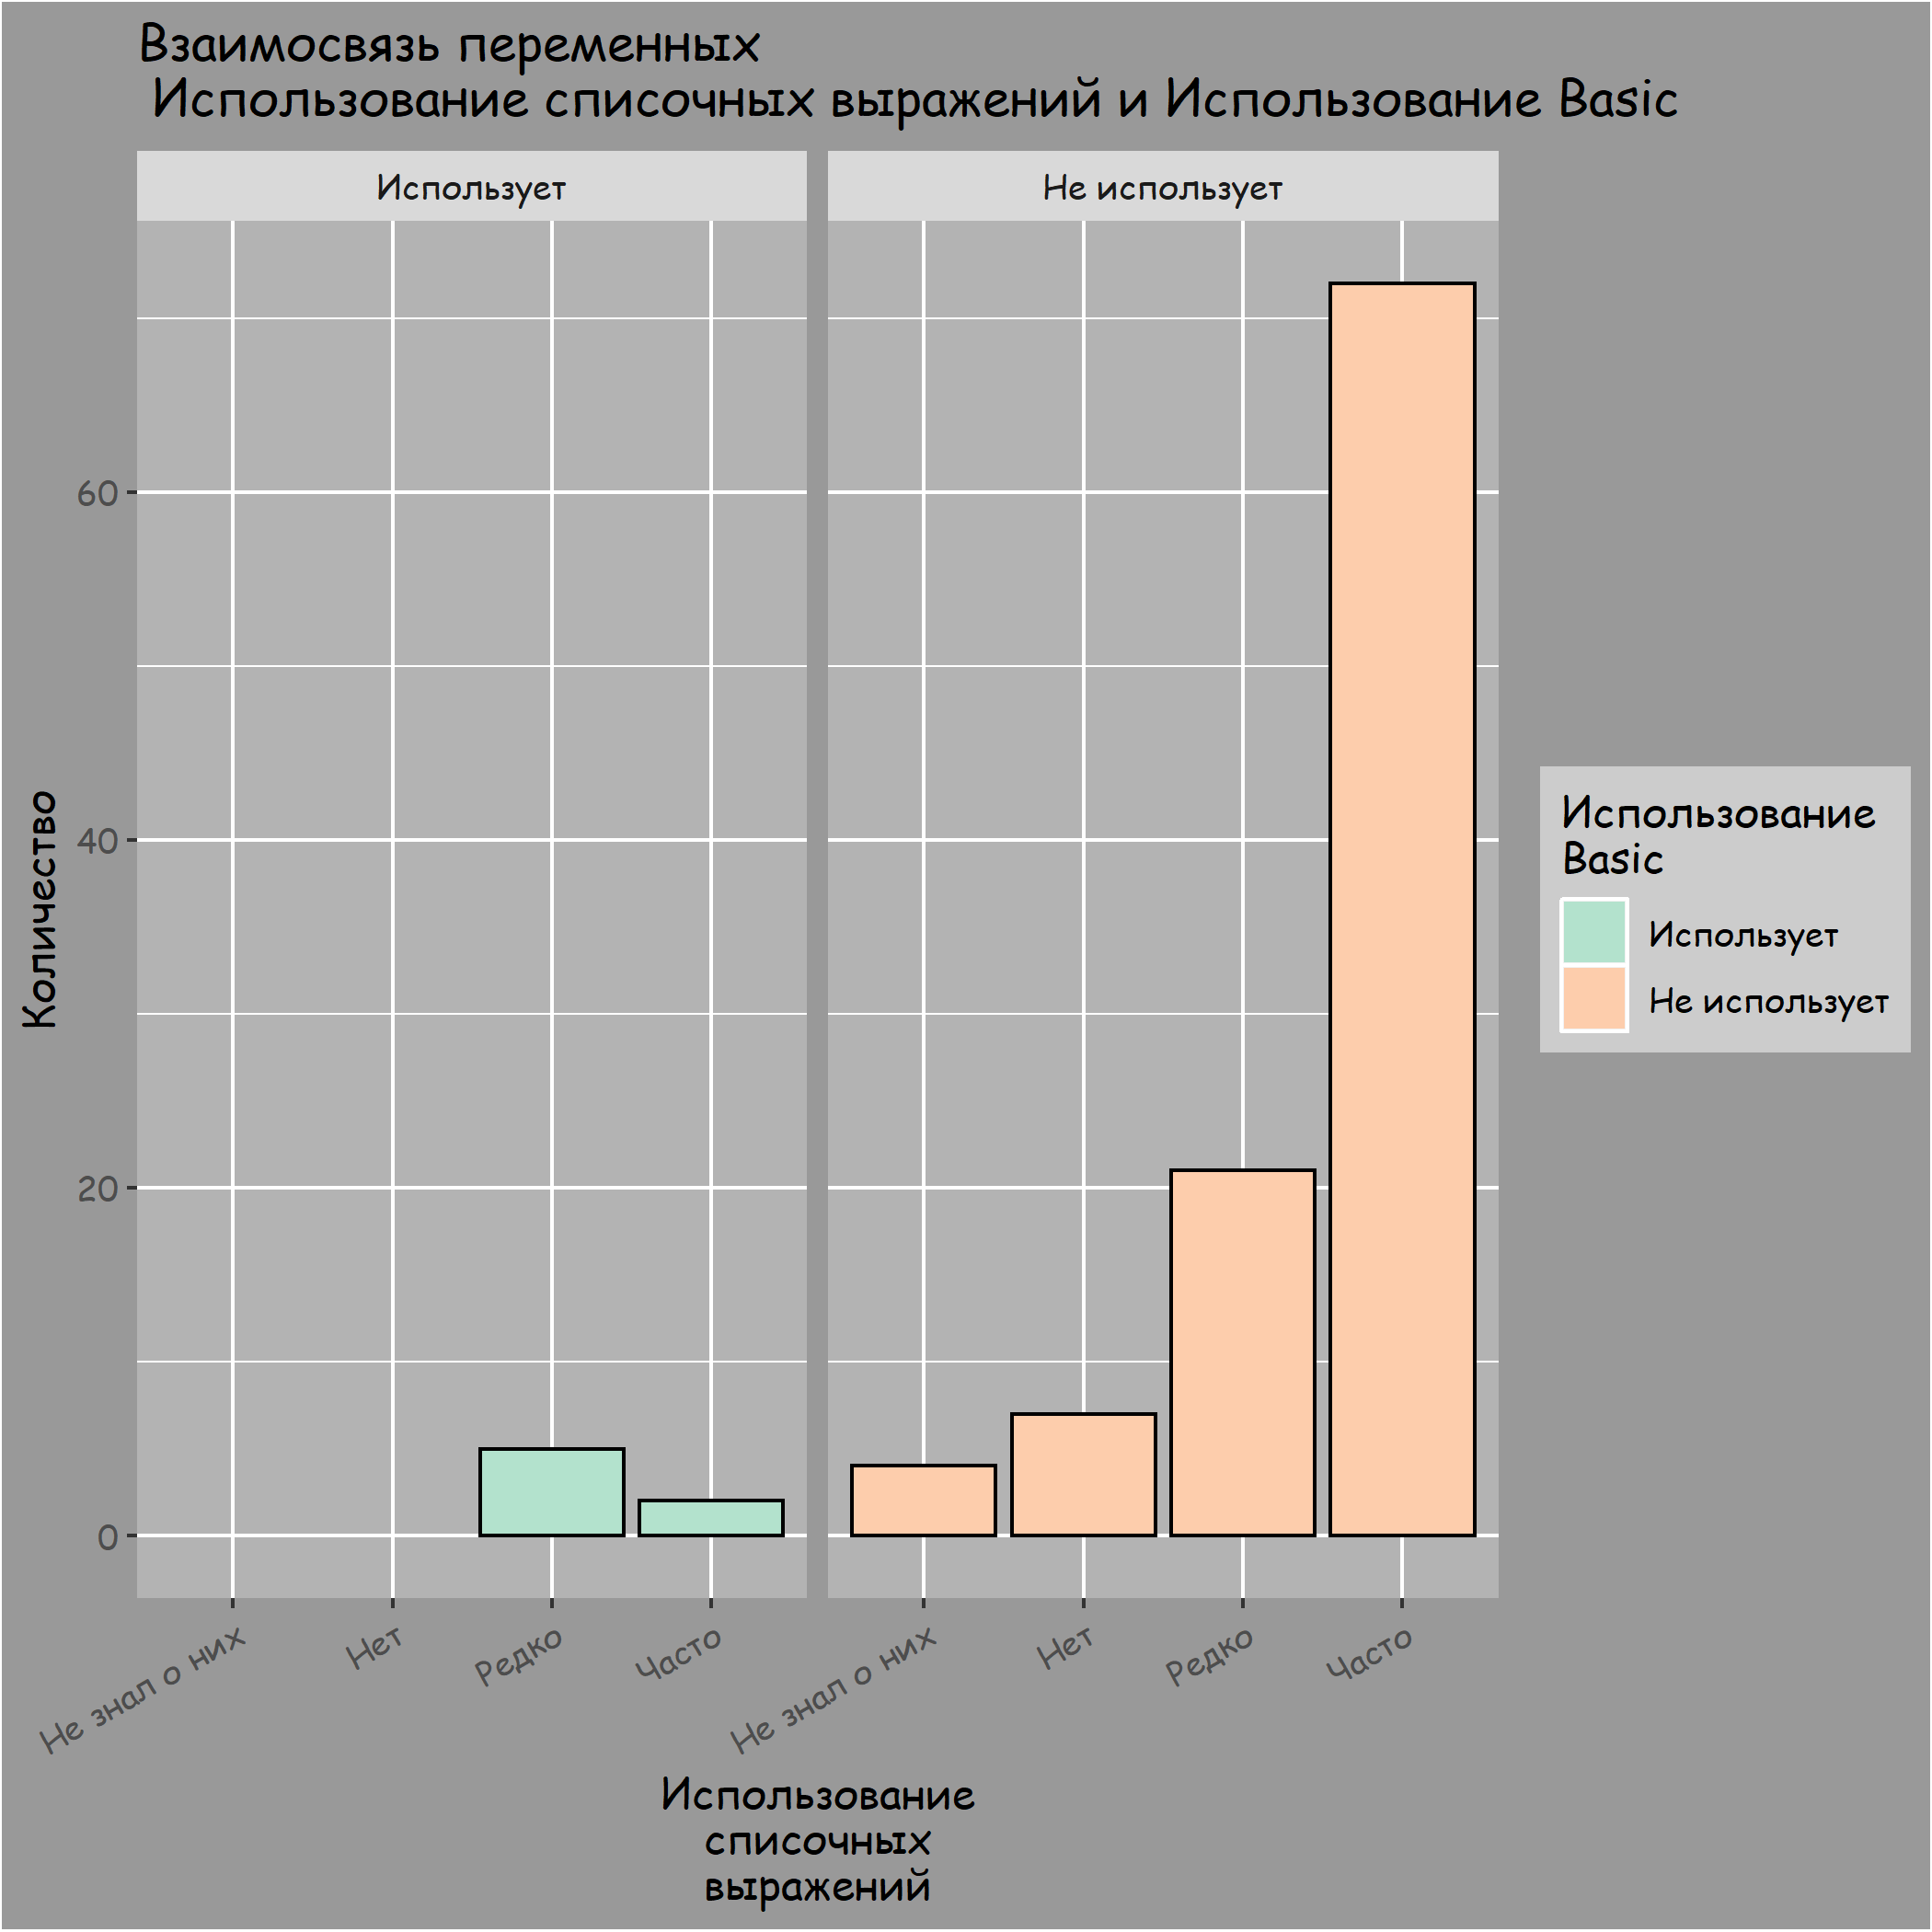 Взаимосвязь переменных
Использование списочных выражений и Использование Basic
Использует
Не использует
60
40
20
0
Количество
Не знал о них
Нет
Редко
Часто
Не знал о них
Нет
Редко
Часто
Использование
списочных
выражений
Использование
Basic
Использует
Не использует